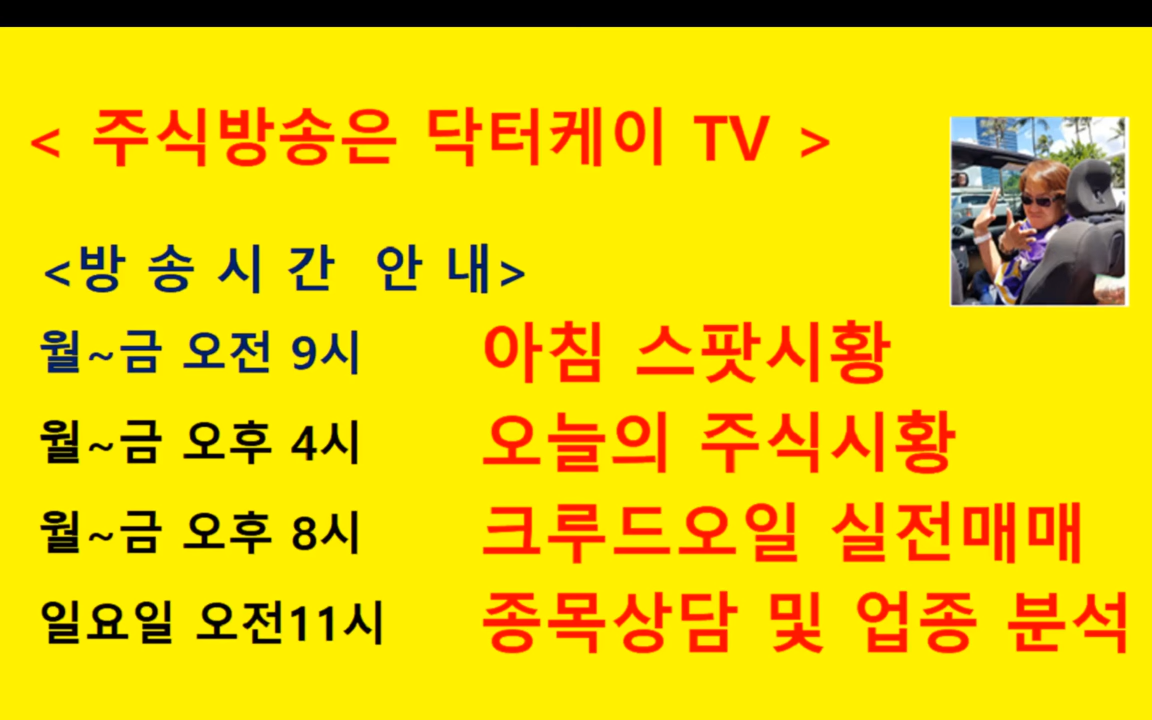 < 주식방송은 닥터케이 TV >
<방 송 시 간 안 내>
월~금 오전 9시 아침 스팟시황
월~금 오후 4시 오늘의 주식시황
월~금 오후 8시 크루드오일 실전매매
일요일 오전11시 종목상담 및 업종 분석